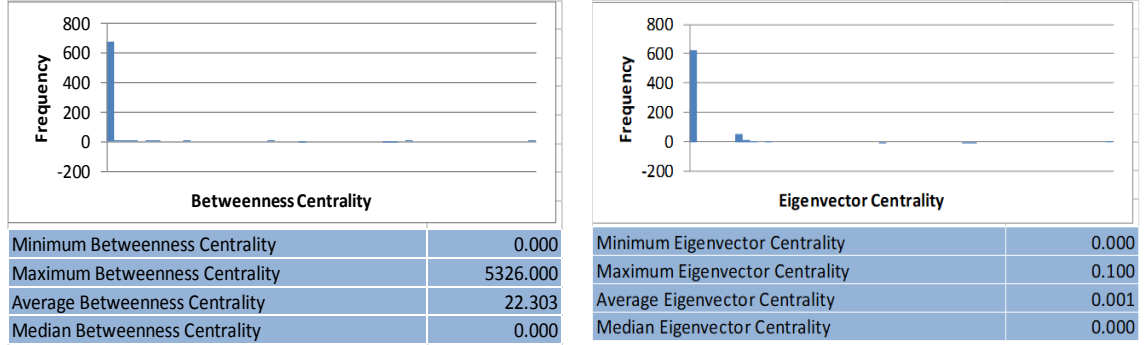 800
600
400
200
0
-200
Frequency
Betweenness Centrality
Minimum Betweenness Centrality 0.000
Maximum Betweenness Centrality 5326.000
Average Betweenness Centrality 22.303
Median Betweenness Centrality 0.000
800
600
400
200
0
-200
Frequency
Eigenvector Centrality
Minimum Eigenvector Centrality 0.000
Maximum Eigenvector Centrality 0.100
Average Eigenvector Centrality 0.001
Median Eigenvector Centrality 0.000